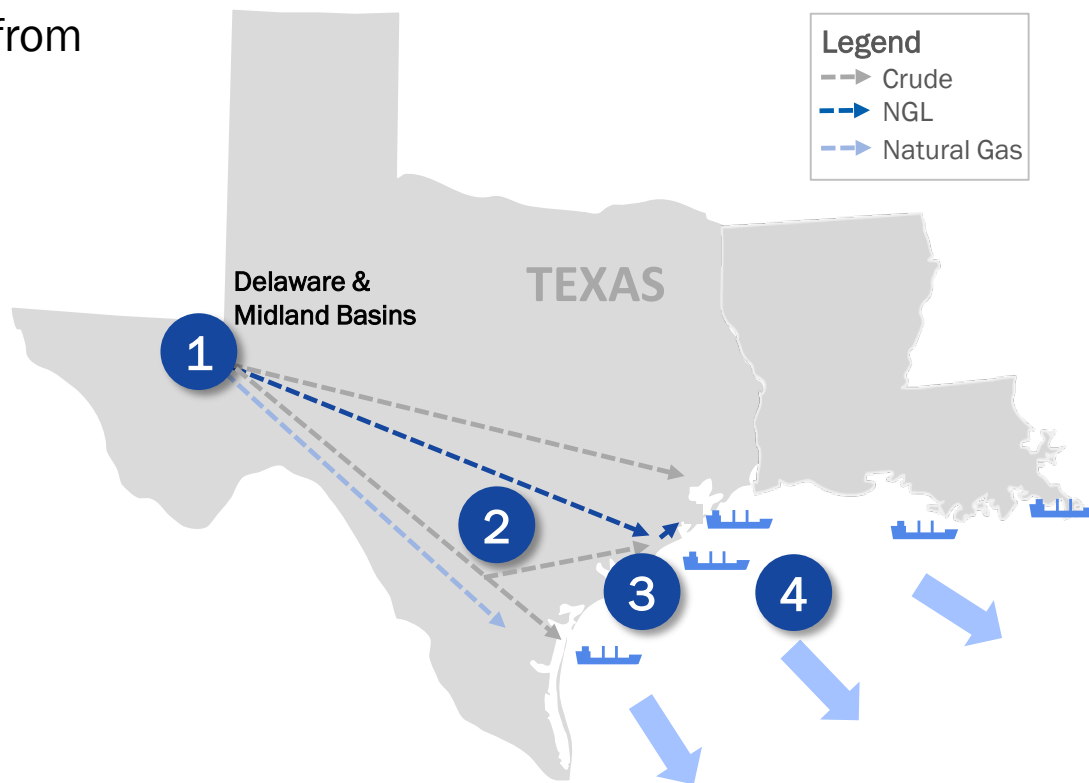 from
Legend
Crude
NGL
Natural Gas
Delaware &
Midland Basins
TEXAS
1
2
3
4